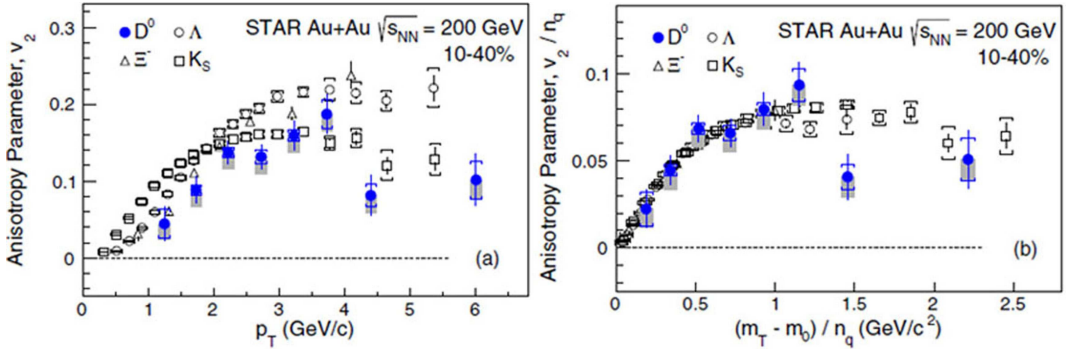 STAR Au+Au √sNN = 200 GeV
10-40%
D⁰ Λ
Ξ⁻ KS
Anisotropy Parameter, v₂
0.3
0.2
0.1
0
(a)
0 1 2 3 4 5 6
pT (GeV/c)
STAR Au+Au √sNN = 200 GeV
10-40%
D⁰ Λ
Ξ⁻ KS
Anisotropy Parameter, v₂ / nq
0.1
0.05
0
(b)
0 0.5 1 1.5 2 2.5
(mT - m₀) / nq (GeV/c²)